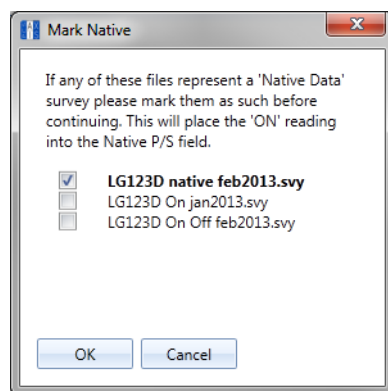 Mark Native
If any of these files represent a 'Native Data'
survey please mark them as such before
continuing. This will place the 'ON' reading
into the Native P/S field.
LG123D native feb2013.svy
LG123D On jan2013.svy
LG123D On Off feb2013.svy
OK Cancel